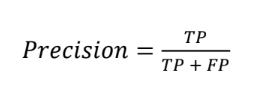 Precision = TP / TP + FP